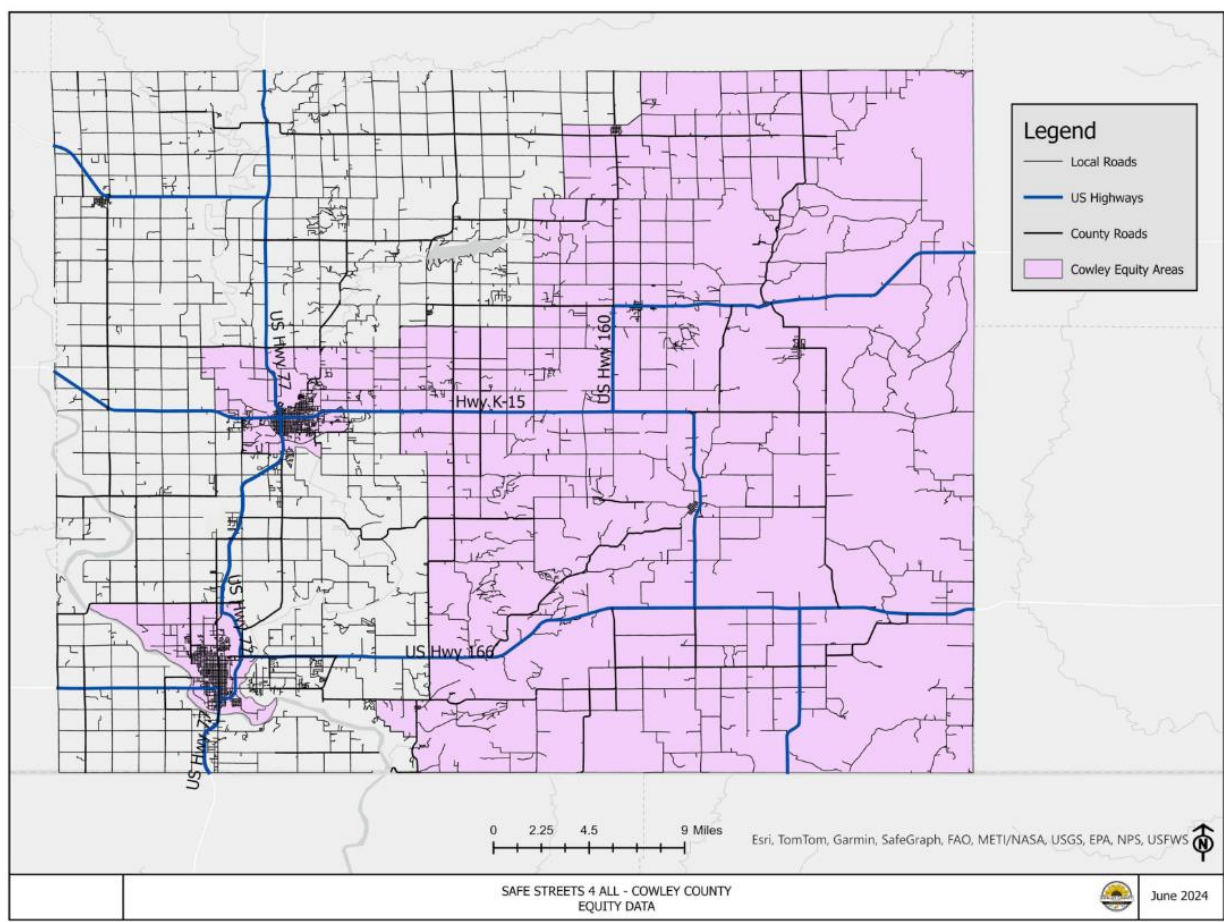 Legend
Local Roads
US Highways
County Roads
Cowley Equity Areas
US Hwy 77
US Hwy 160
Hwy K-15
US Hwy 77
US Hwy 166
US Hwy 77
0 2.25 4.5 9 Miles
Esri, TomTom, Garmin, SafeGraph, FAO, METI/NASA, USGS, EPA, NPS, USFWS
N
SAFE STREETS 4 ALL - COWLEY COUNTY
EQUITY DATA
June 2024